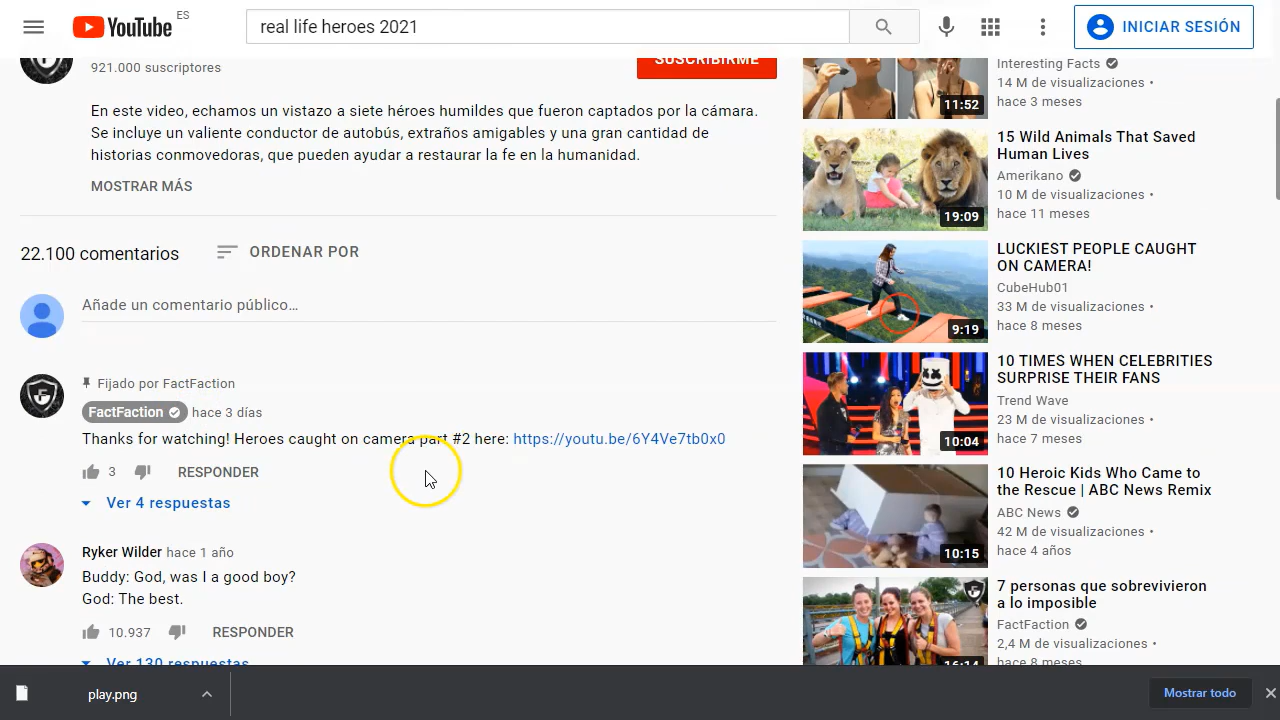 YouTube ES
real life heroes 2021
INICIAR SESIÓN
921.000 suscriptores
SUSCRIBIRME
En este video, echamos un vistazo a siete héroes humildes que fueron captados por la cámara.
Se incluye un valiente conductor de autobús, extraños amigables y una gran cantidad de
historias conmovedoras, que pueden ayudar a restaurar la fe en la humanidad.
MOSTRAR MÁS
22.100 comentarios
ORDENAR POR
Añade un comentario público...
Fijado por FactFaction
FactFaction hace 3 días
Thanks for watching! Heroes caught on camera part #2 here: https://youtu.be/6Y4Ve7tb0x0
3 RESPONDER
Ver 4 respuestas
Ryker Wilder hace 1 año
Buddy: God, was I a good boy?
God: The best.
10.937 RESPONDER
Ver 130 respuestas
Interesting Facts
14 M de visualizaciones •
hace 3 meses
11:52
15 Wild Animals That Saved
Human Lives
Amerikano
10 M de visualizaciones •
hace 11 meses
19:09
LUCKIEST PEOPLE CAUGHT
ON CAMERA!
CubeHub01
33 M de visualizaciones •
hace 8 meses
9:19
10 TIMES WHEN CELEBRITIES
SURPRISE THEIR FANS
Trend Wave
23 M de visualizaciones •
hace 7 meses
10:04
10 Heroic Kids Who Came to
the Rescue | ABC News Remix
ABC News
42 M de visualizaciones •
hace 4 años
10:15
7 personas que sobrevivieron
a lo imposible
FactFaction
2,4 M de visualizaciones •
hace 8 meses
16:14
play.png
Mostrar todo